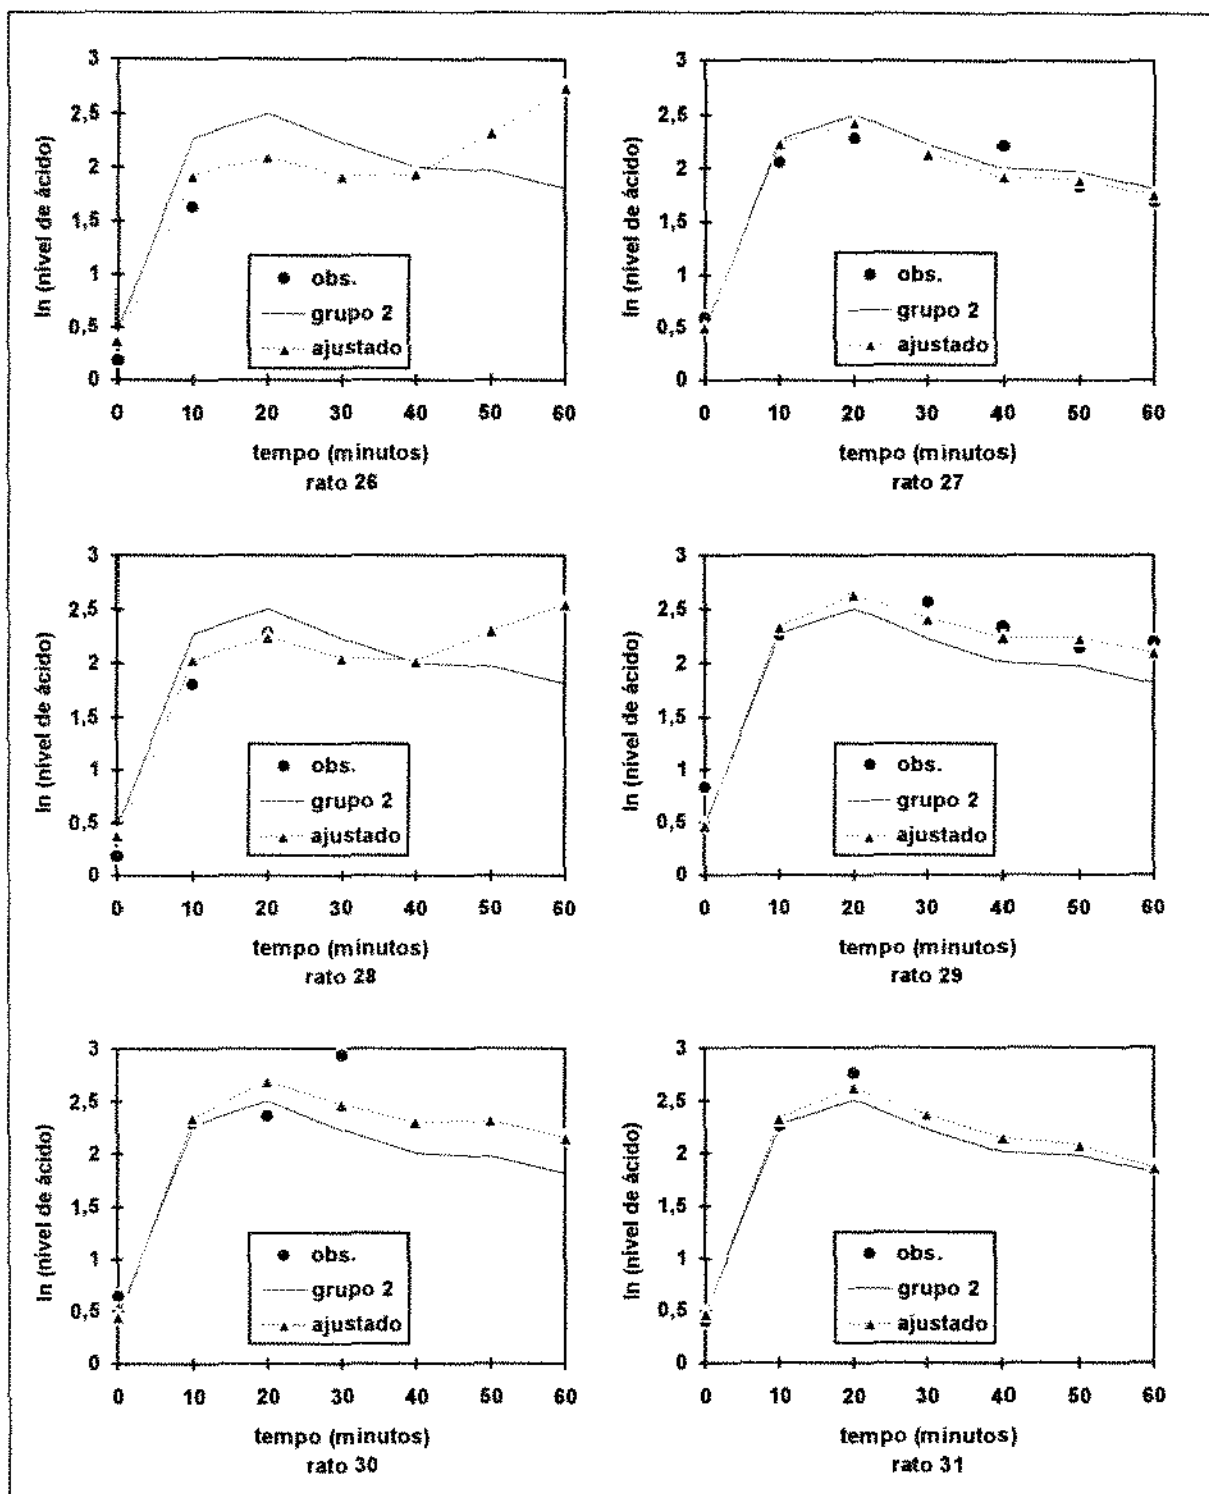 3
2,5
2
1,5
1
0,5
0
ln (nível de ácido)
obs.
grupo 2
ajustado
0 10 20 30 40 50 60
tempo (minutos)
rato 26
3
2,5
2
1,5
1
0,5
0
ln (nível de ácido)
obs.
grupo 2
ajustado
0 10 20 30 40 50 60
tempo (minutos)
rato 27
3
2,5
2
1,5
1
0,5
0
ln (nível de ácido)
obs.
grupo 2
ajustado
0 10 20 30 40 50 60
tempo (minutos)
rato 28
3
2,5
2
1,5
1
0,5
0
ln (nível de ácido)
obs.
grupo 2
ajustado
0 10 20 30 40 50 60
tempo (minutos)
rato 29
3
2,5
2
1,5
1
0,5
0
ln (nível de ácido)
obs.
grupo 2
ajustado
0 10 20 30 40 50 60
tempo (minutos)
rato 30
3
2,5
2
1,5
1
0,5
0
ln (nível de ácido)
obs.
grupo 2
ajustado
0 10 20 30 40 50 60
tempo (minutos)
rato 31